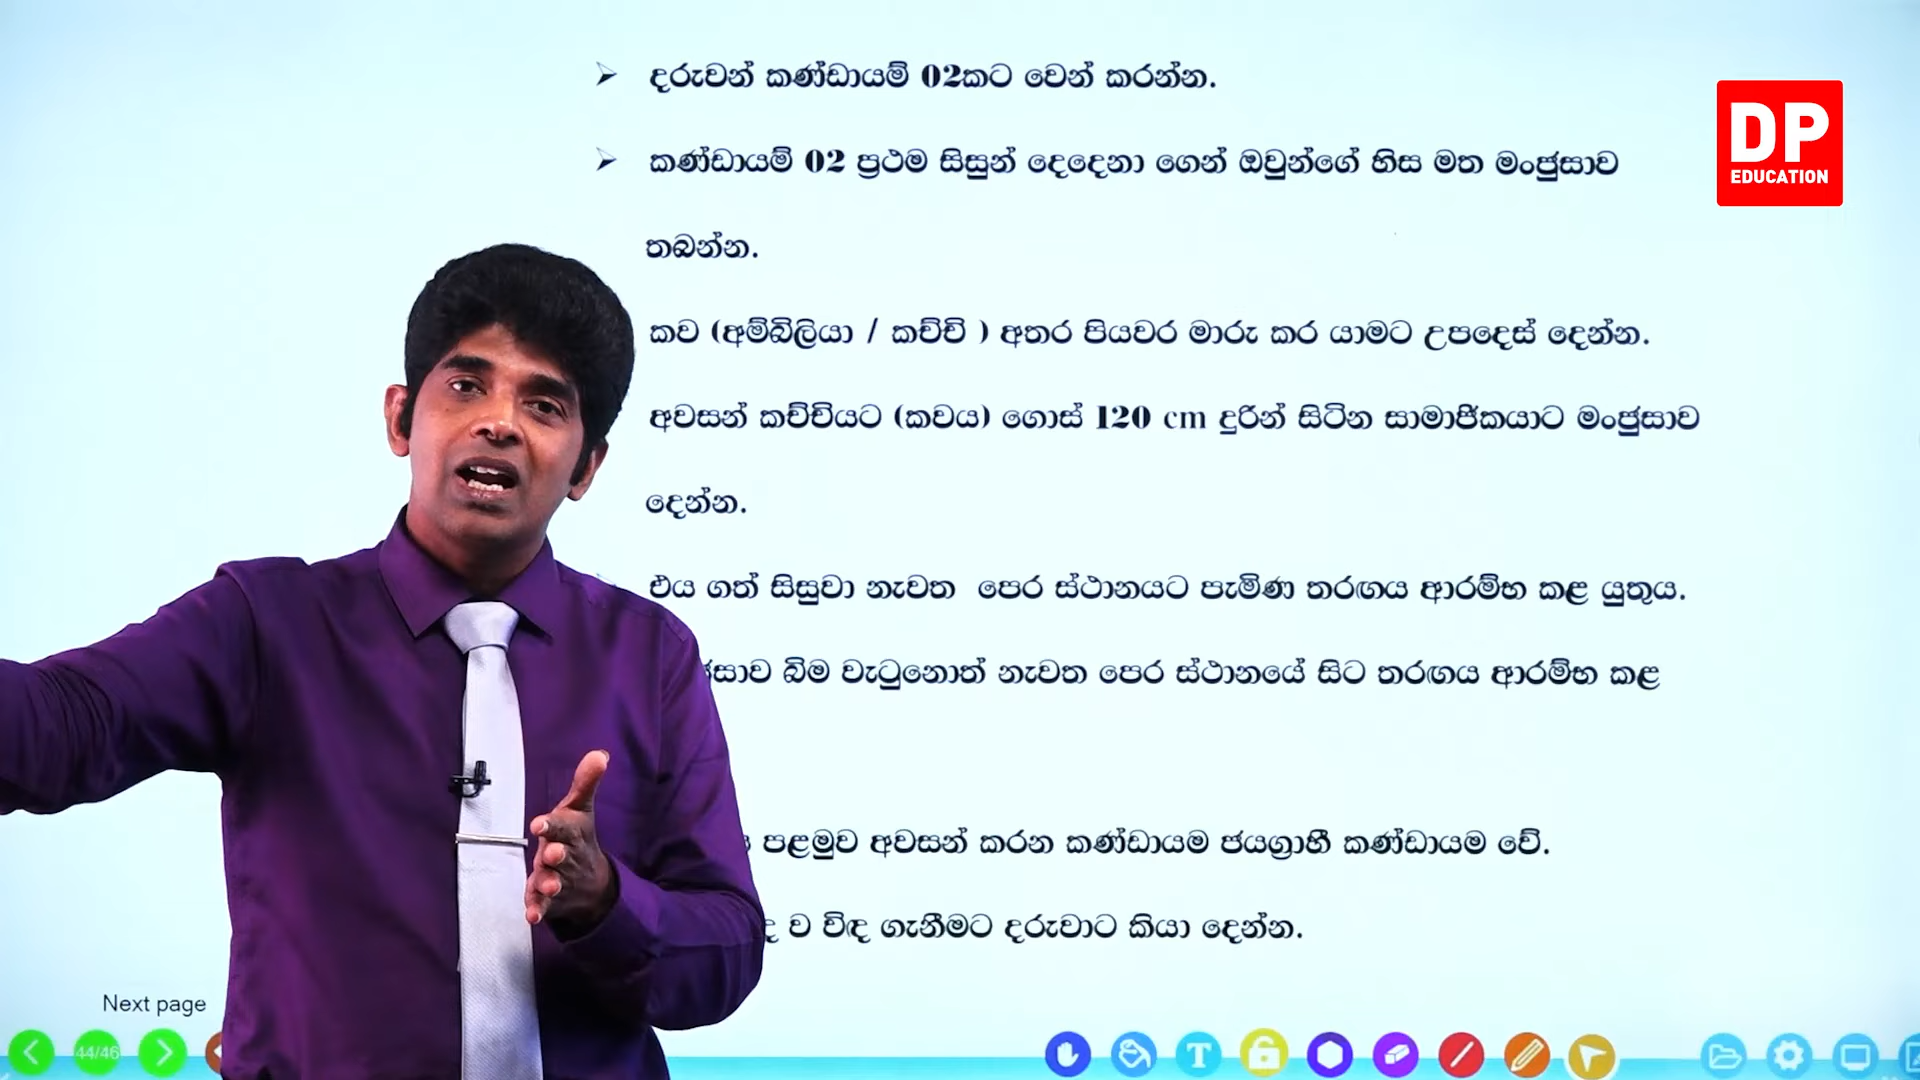 ➢ දරුවන් කණ්ඩායම් 02කට වෙන් කරන්න.
➢ කණ්ඩායම් 02 ප්‍රථම සිසුන් දෙදෙනා ගෙන් ඔවුන්ගේ හිස මත මංජුසාව
තබන්න.
කව (අම්බිලියා / කච්චි ) අතර පියවර මාරු කර යාමට උපදෙස් දෙන්න.
අවසන් කච්චියට (කවය) ගොස් 120 cm දුරින් සිටින සාමාජිකයාට මංජුසාව
දෙන්න.
එය ගත් සිසුවා නැවත පෙර ස්ථානයට පැමිණ තරඟය ආරම්භ කළ යුතුය.
බිම වැටුනොත් නැවත පෙර ස්ථානයේ සිට තරඟය ආරම්භ කළ
පළමුව අවසන් කරන කණ්ඩායම ජයග්‍රාහී කණ්ඩායම වේ.
ව විඳ ගැනීමට දරුවාට කියා දෙන්න.
DP
EDUCATION
Next page
44/46
T